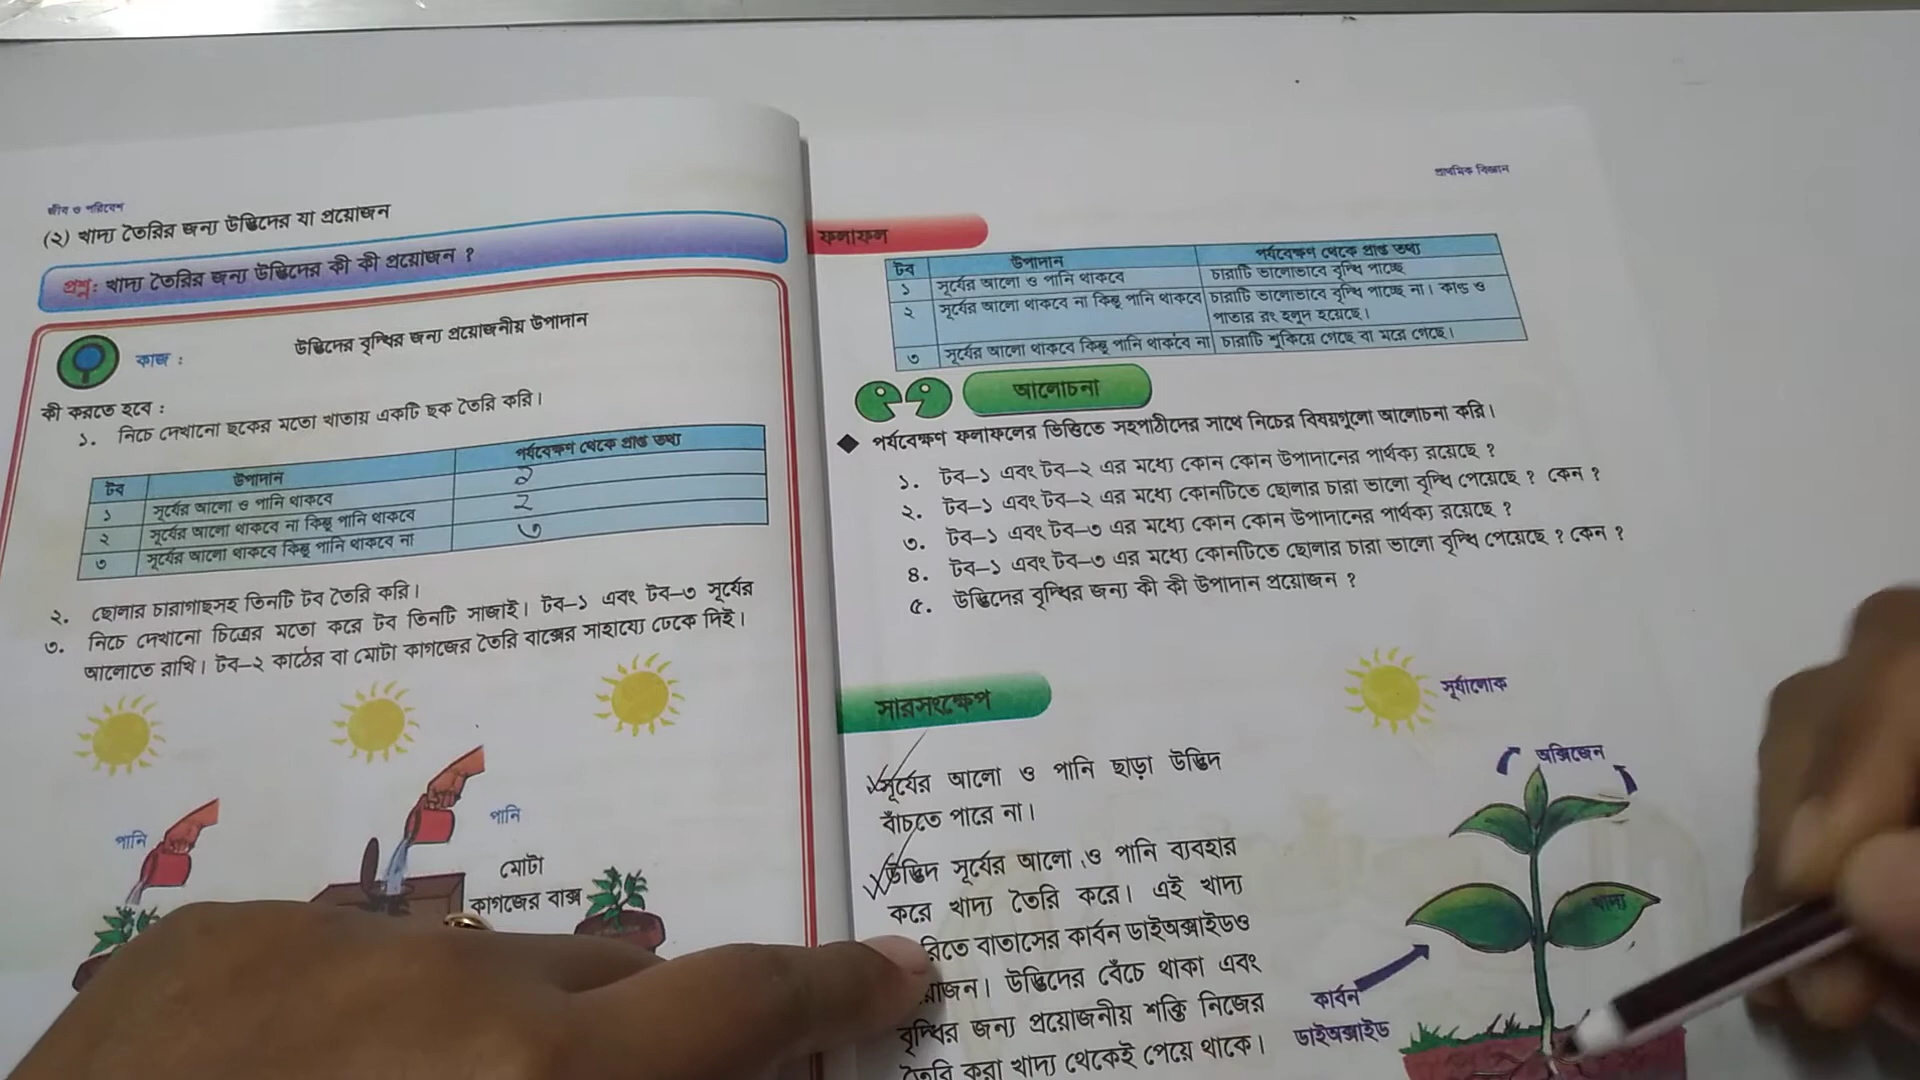 জীব ও পরিবেশ
(২) খাদ্য তৈরির জন্য উদ্ভিদের যা প্রয়োজন
প্রশ্ন: খাদ্য তৈরির জন্য উদ্ভিদের কী কী প্রয়োজন ?
কাজ :
উদ্ভিদের বৃদ্ধির জন্য প্রয়োজনীয় উপাদান
কী করতে হবে :
১. নিচে দেখানো ছকের মতো খাতায় একটি ছক তৈরি করি।
টব উপাদান পর্যবেক্ষণ থেকে প্রাপ্ত তথ্য
১ সূর্যের আলো ও পানি থাকবে
২ সূর্যের আলো থাকবে না কিন্তু পানি থাকবে ২
৩ সূর্যের আলো থাকবে কিন্তু পানি থাকবে না ৩
২. ছোলার চারাগাছসহ তিনটি টব তৈরি করি।
৩. নিচে দেখানো চিত্রের মতো করে টব তিনটি সাজাই। টব–১ এবং টব–৩ সূর্যের
আলোতে রাখি। টব–২ কাঠের বা মোটা কাগজের তৈরি বাক্সের সাহায্যে ঢেকে দিই।
পানি
পানি
মোটা
কাগজের বাক্স
প্রাথমিক বিজ্ঞান
ফলাফল
টব উপাদান পর্যবেক্ষণ থেকে প্রাপ্ত তথ্য
১ সূর্যের আলো ও পানি থাকবে চারাটি ভালোভাবে বৃদ্ধি পাচ্ছে
২ সূর্যের আলো থাকবে না কিন্তু পানি থাকবে চারাটি ভালোভাবে বৃদ্ধি পাচ্ছে না। কান্ড ও
পাতার রং হলুদ হয়েছে।
৩ সূর্যের আলো থাকবে কিন্তু পানি থাকবে না চারাটি শুকিয়ে গেছে বা মরে গেছে।
আলোচনা
পর্যবেক্ষণ ফলাফলের ভিত্তিতে সহপাঠীদের সাথে নিচের বিষয়গুলো আলোচনা করি।
১. টব–১ এবং টব–২ এর মধ্যে কোন কোন উপাদানের পার্থক্য রয়েছে ?
২. টব–১ এবং টব–২ এর মধ্যে কোনটিতে ছোলার চারা ভালো বৃদ্ধি পেয়েছে ? কেন ?
৩. টব–১ এবং টব–৩ এর মধ্যে কোন কোন উপাদানের পার্থক্য রয়েছে ?
৪. টব–১ এবং টব–৩ এর মধ্যে কোনটিতে ছোলার চারা ভালো বৃদ্ধি পেয়েছে ? কেন ?
৫. উদ্ভিদের বৃদ্ধির জন্য কী কী উপাদান প্রয়োজন ?
সারসংক্ষেপ
সূর্যের আলো ও পানি ছাড়া উদ্ভিদ
বাঁচতে পারে না।
উদ্ভিদ সূর্যের আলো ও পানি ব্যবহার
করে খাদ্য তৈরি করে। এই খাদ্য
বাতাসের কার্বন ডাইঅক্সাইডও
উদ্ভিদের বেঁচে থাকা এবং
বৃদ্ধির জন্য প্রয়োজনীয় শক্তি নিজের
তৈরি করা খাদ্য থেকেই পেয়ে থাকে।
সূর্যালোক
অক্সিজেন
খাদ্য
কার্বন
ডাইঅক্সাইড